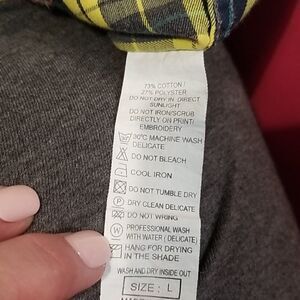 73% COTTON /
27% POLYSTER
DO NOT DRY IN DIRECT
SUNLIGHT
DO NOT IRON/SCRUB
DIRECTLY ON PRINT/
EMBROIDERY
30°C MACHINE WASH
DELICATE
DO NOT BLEACH
COOL IRON
DO NOT TUMBLE DRY
P DRY CLEAN DELICATE
DO NOT WRING
W PROFESSIONAL WASH
WITH WATER ( DELICATE)
HANG FOR DRYING
IN THE SHADE
WASH AND DRY INSIDE OUT
SIZE : L